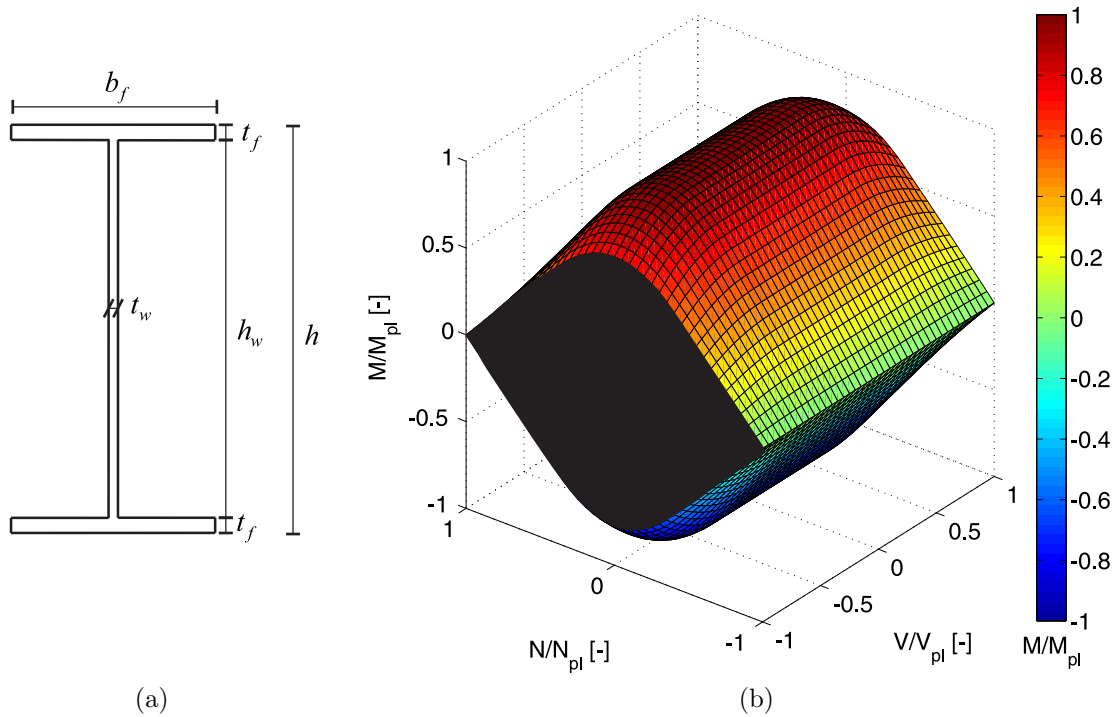 b_f
t_f
t_w
h_w
h
t_f
(a)
M/M_pl [-]
1
0.5
0
-0.5
-1
1
0
-1
N/N_pl [-]
-1
-0.5
0
0.5
1
V/V_pl [-]
1
0.8
0.6
0.4
0.2
0
-0.2
-0.4
-0.6
-0.8
-1
M/M_pl
(b)